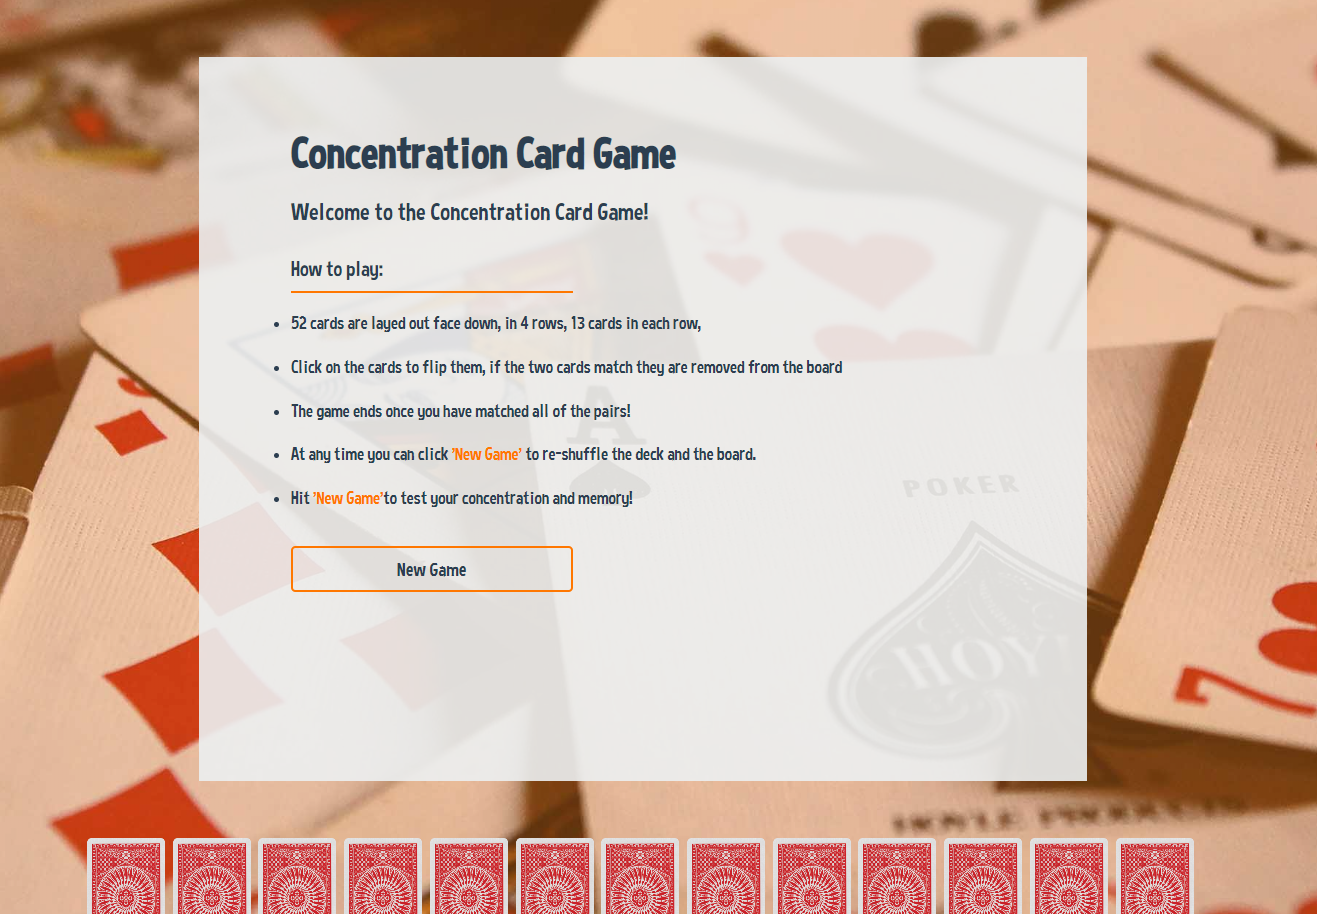 Concentration Card Game
Welcome to the Concentration Card Game!
How to play:
52 cards are layed out face down, in 4 rows, 13 cards in each row,
Click on the cards to flip them, if the two cards match they are removed from the board
The game ends once you have matched all of the pairs!
A
At any time you can click 'New Game' to re-shuffle the deck and the board.
POKER
Hit 'New Game'to test your concentration and memory!
New Game
HOY
7
HOYLE PRODUCTS